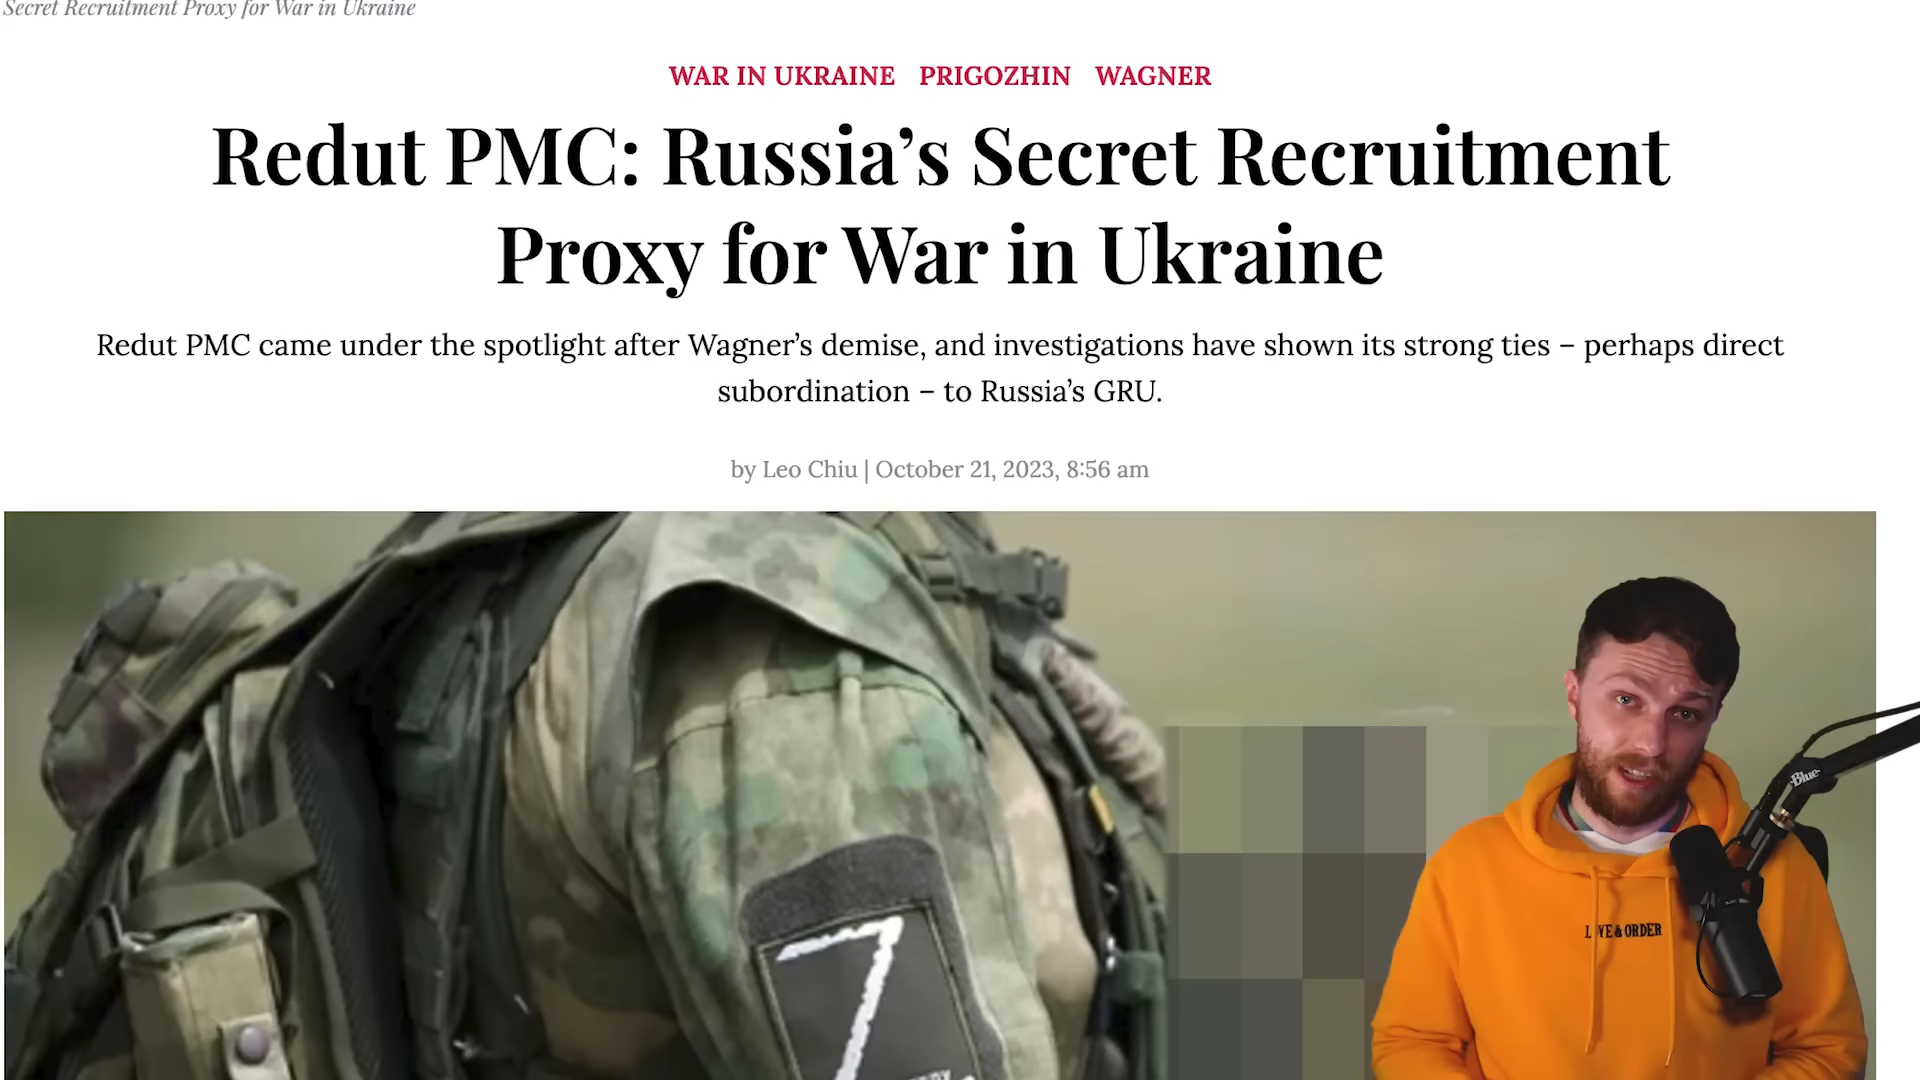 Secret Recruitment Proxy for War in Ukraine
WAR IN UKRAINE PRIGOZHIN WAGNER
Redut PMC: Russia’s Secret Recruitment
Proxy for War in Ukraine
Redut PMC came under the spotlight after Wagner’s demise, and investigations have shown its strong ties – perhaps direct
subordination – to Russia’s GRU.
by Leo Chiu | October 21, 2023, 8:56 am
Blue
& ORDER
Z